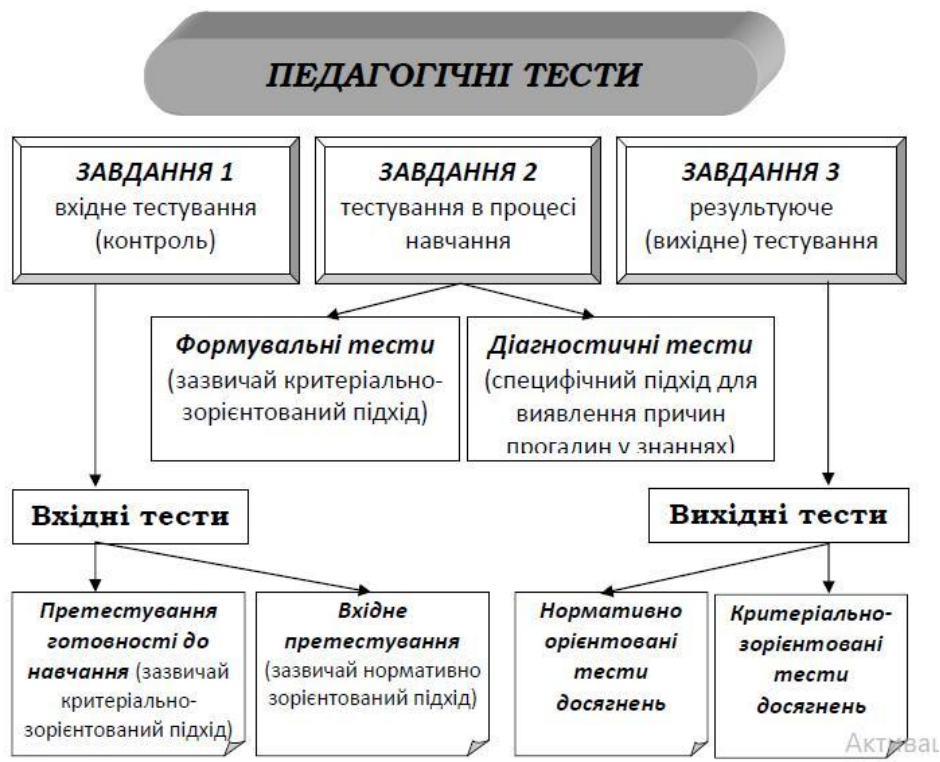 ПЕДАГОГІЧНІ ТЕСТИ
ЗАВДАННЯ 1
вхідне тестування
(контроль)
ЗАВДАННЯ 2
тестування в процесі
навчання
ЗАВДАННЯ 3
результуюче
(вихідне) тестування
Формувальні тести
(зазвичай критеріально-
зорієнтований підхід)
Діагностичні тести
(специфічний підхід для
виявлення причин
прогалин у знаннях)
Вхідні тести
Вихідні тести
Претестування
готовності до
навчання (зазвичай
критеріально-
зорієнтований підхід)
Вхідне
претестування
(зазвичай нормативно
зорієнтований підхід)
Нормативно
орієнтовані
тести
досягнень
Критеріально-
зорієнтовані
тести
досягнень